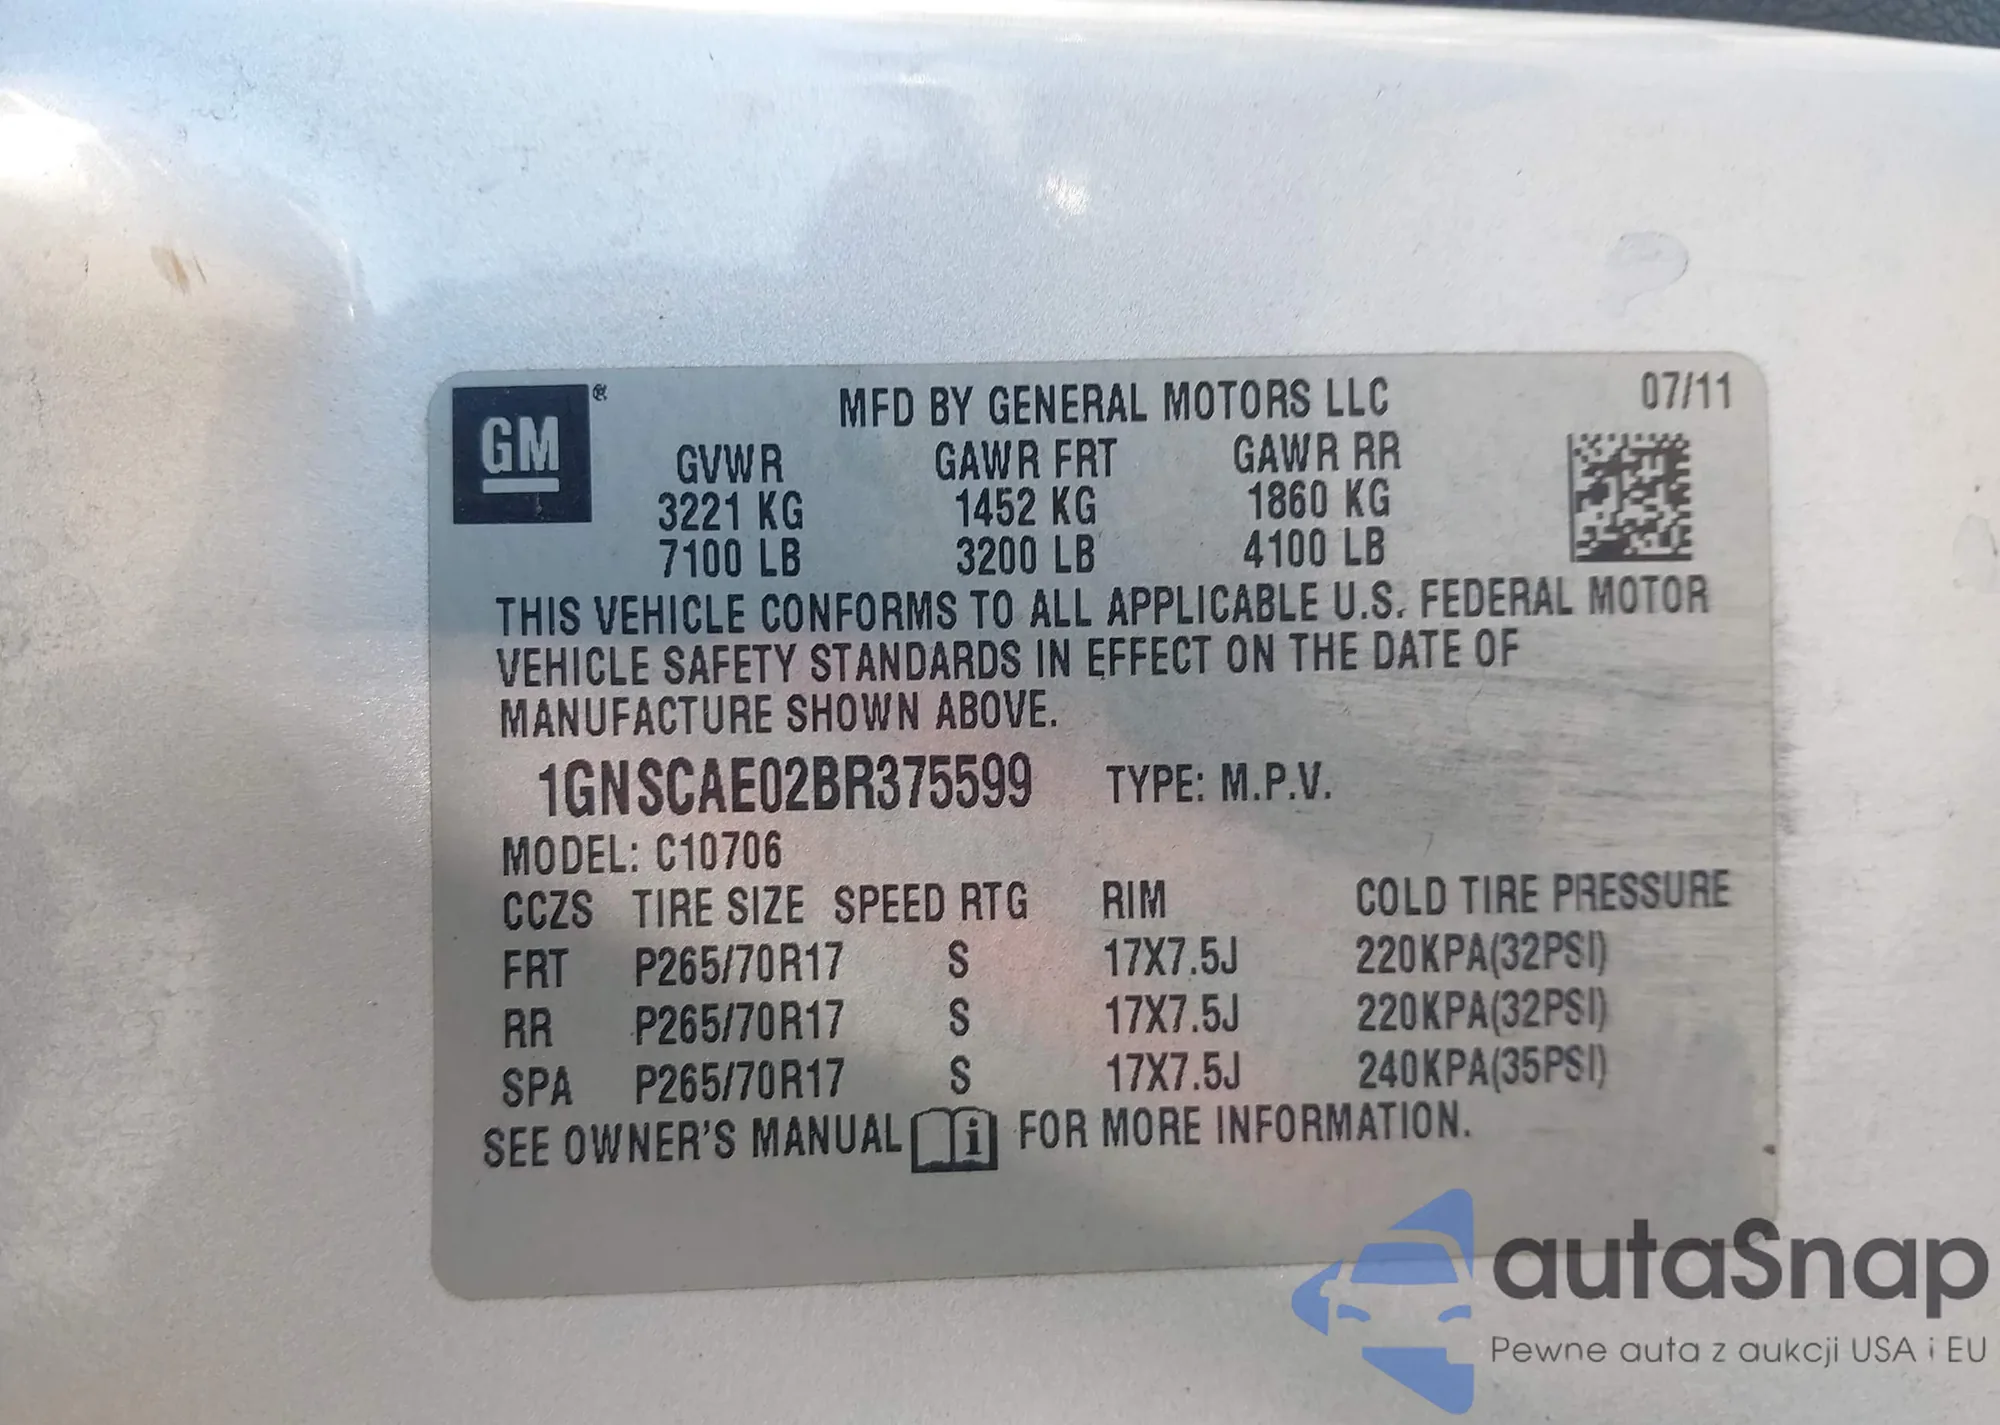 GM ®
MFD BY GENERAL MOTORS LLC 07/11
GVWR GAWR FRT GAWR RR
3221 KG 1452 KG 1860 KG
7100 LB 3200 LB 4100 LB
THIS VEHICLE CONFORMS TO ALL APPLICABLE U.S. FEDERAL MOTOR
VEHICLE SAFETY STANDARDS IN EFFECT ON THE DATE OF
MANUFACTURE SHOWN ABOVE.
1GNSCAE02BR375599 TYPE: M.P.V.
MODEL: C10706
CCZS TIRE SIZE SPEED RTG RIM COLD TIRE PRESSURE
FRT P265/70R17 S 17X7.5J 220KPA(32PSI)
RR P265/70R17 S 17X7.5J 220KPA(32PSI)
SPA P265/70R17 S 17X7.5J 240KPA(35PSI)
SEE OWNER'S MANUAL i FOR MORE INFORMATION.
autaSnap
Pewne auta z aukcji USA i EU